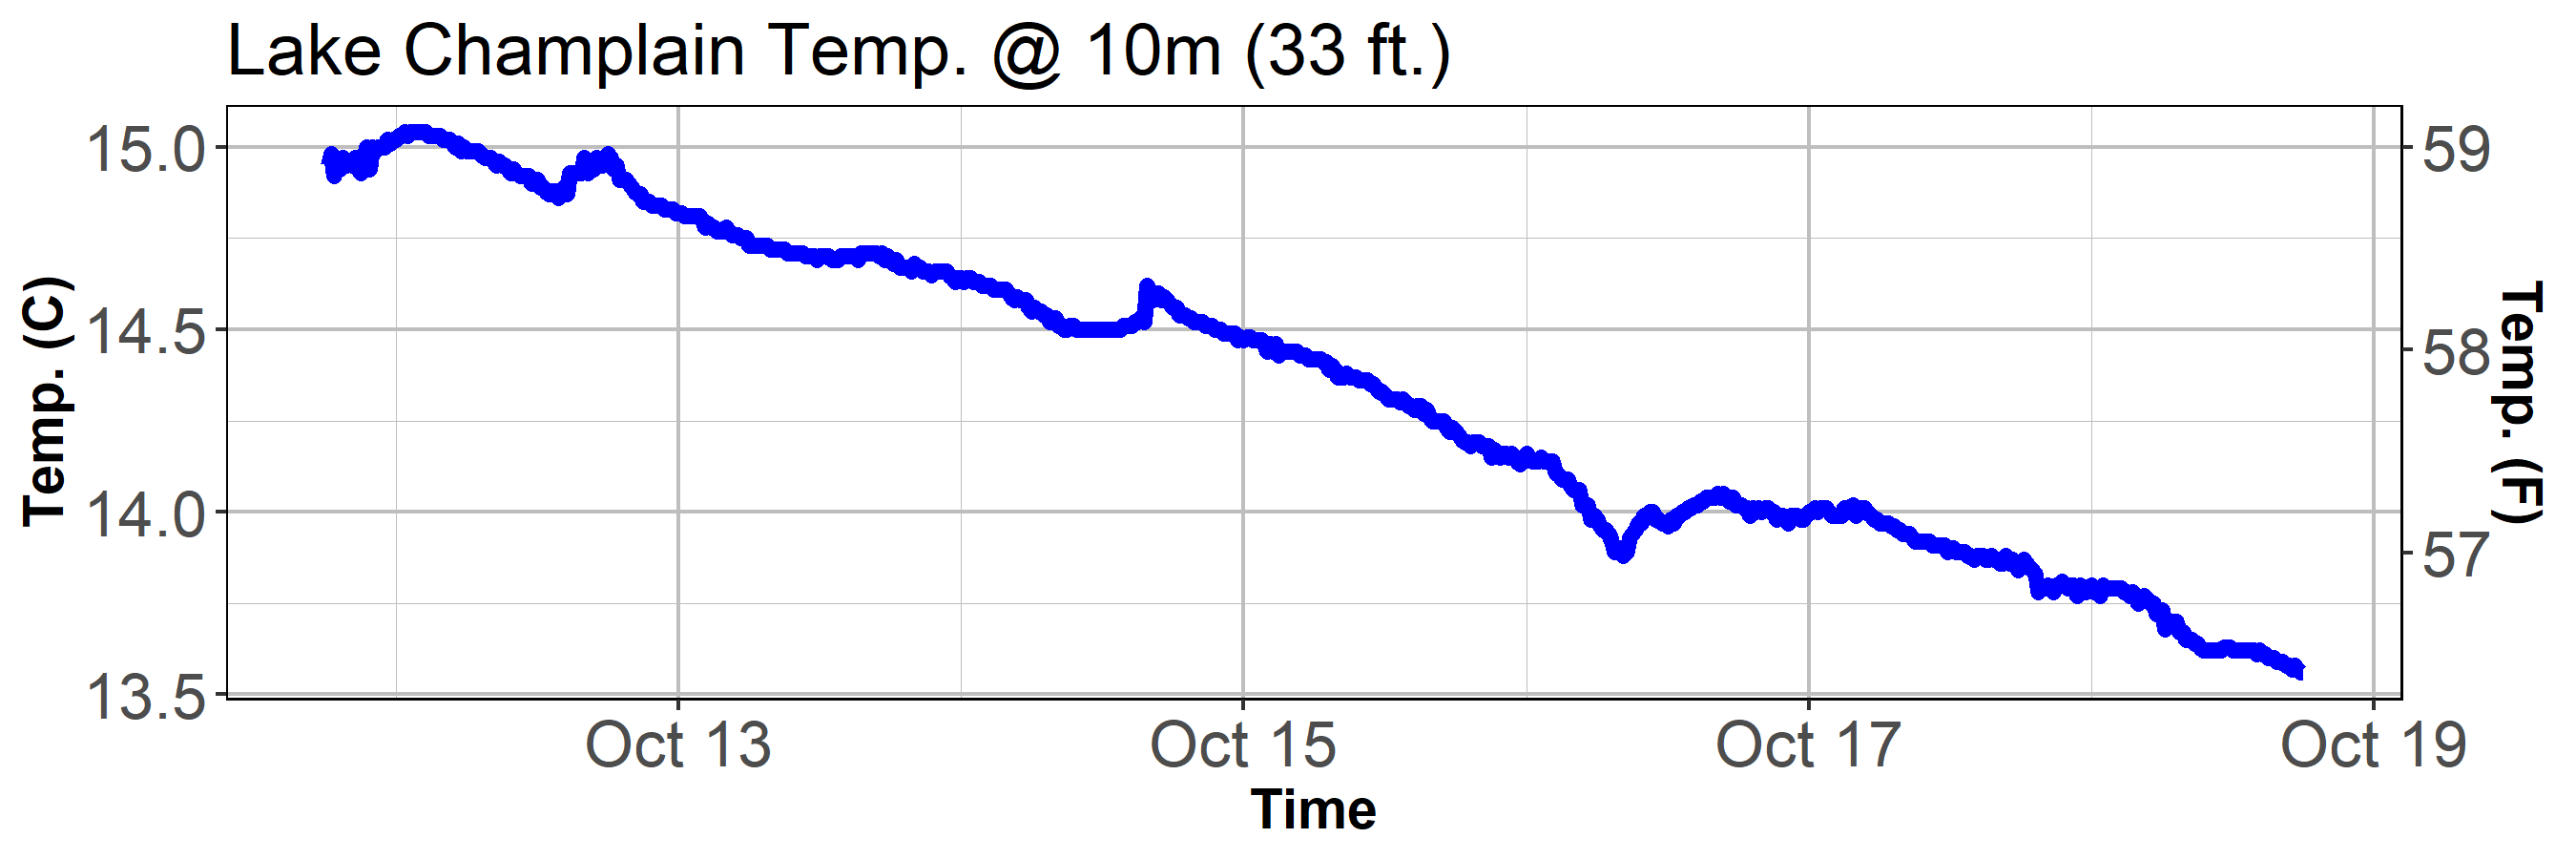 Lake Champlain Temp. @ 10m (33 ft.)
Temp. (C)
15.0
14.5
14.0
13.5
59
58
57
Temp. (F)
Oct 13
Oct 15
Oct 17
Oct 19
Time